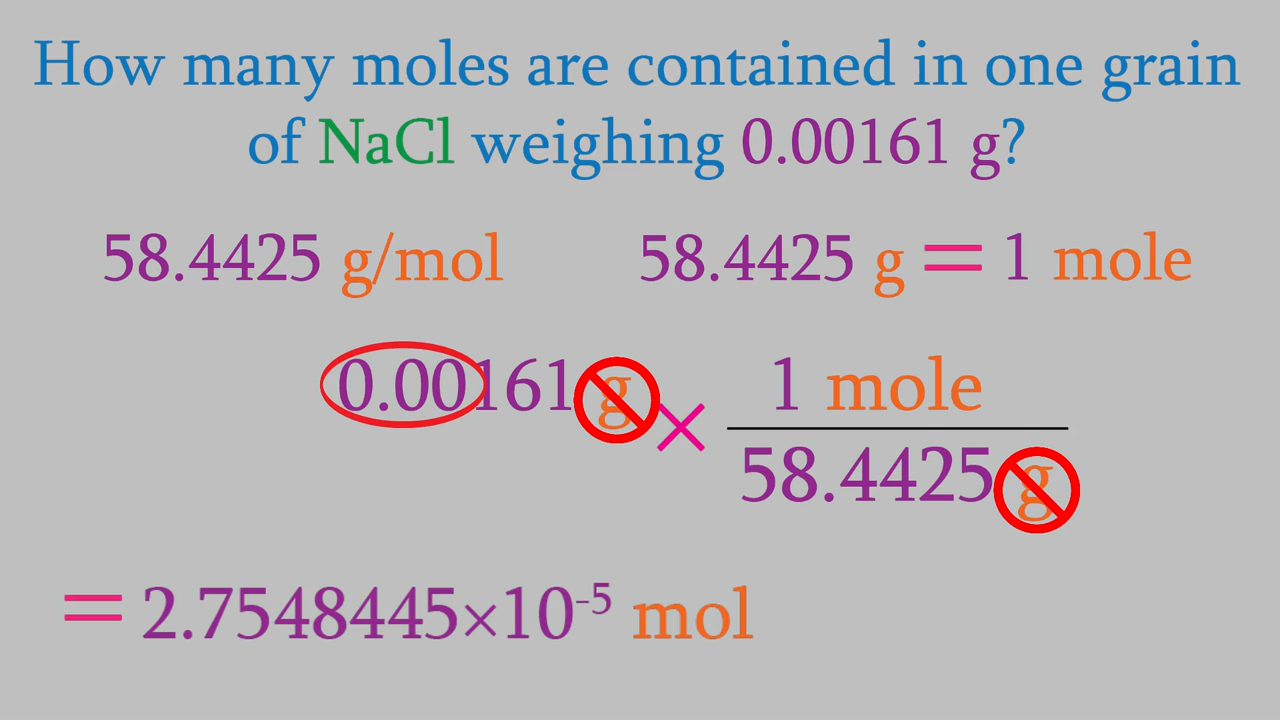 How many moles are contained in one grain
of NaCl weighing 0.00161 g?
58.4425 g/mol 58.4425 g = 1 mole
0.00161 g × 1 mole
58.4425 g
= 2.7548445×10⁻⁵ mol